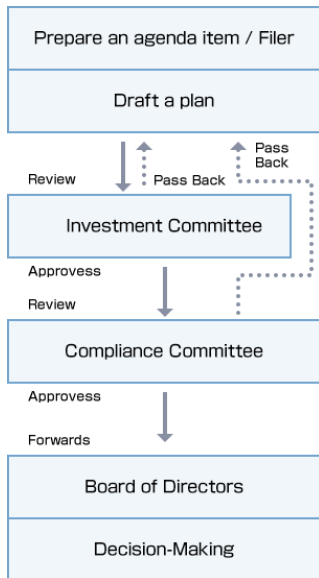 Prepare an agenda item / Filer
Draft a plan
Pass
Back
Review
Pass Back
Investment Committee
Approvess
Review
Compliance Committee
Approvess
Forwards
Board of Directors
Decision-Making